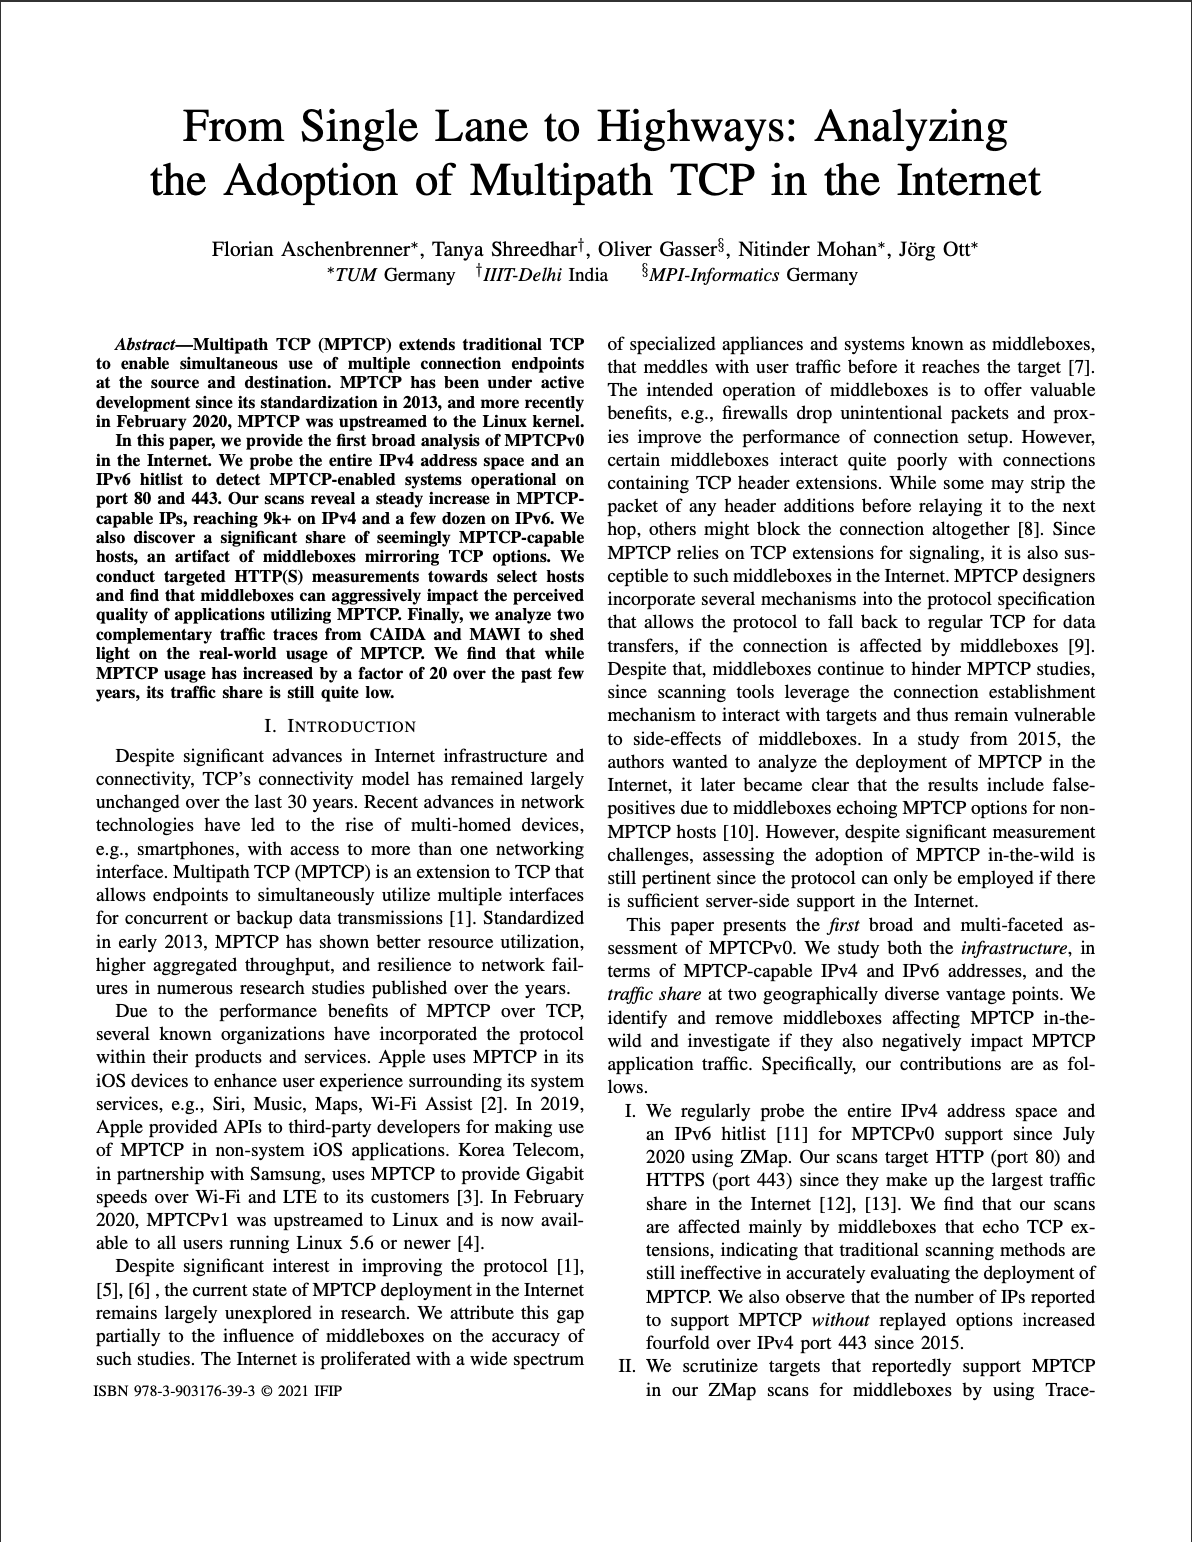 From Single Lane to Highways: Analyzing
the Adoption of Multipath TCP in the Internet
Florian Aschenbrenner*, Tanya Shreedhar†, Oliver Gasser§, Nitinder Mohan*, Jörg Ott*
*TUM Germany †IIIT-Delhi India §MPI-Informatics Germany
Abstract—Multipath TCP (MPTCP) extends traditional TCP
to enable simultaneous use of multiple connection endpoints
at the source and destination. MPTCP has been under active
development since its standardization in 2013, and more recently
in February 2020, MPTCP was upstreamed to the Linux kernel.
In this paper, we provide the first broad analysis of MPTCPv0
in the Internet. We probe the entire IPv4 address space and an
IPv6 hitlist to detect MPTCP-enabled systems operational on
port 80 and 443. Our scans reveal a steady increase in MPTCP-
capable IPs, reaching 9k+ on IPv4 and a few dozen on IPv6. We
also discover a significant share of seemingly MPTCP-capable
hosts, an artifact of middleboxes mirroring TCP options. We
conduct targeted HTTP(S) measurements towards select hosts
and find that middleboxes can aggressively impact the perceived
quality of applications utilizing MPTCP. Finally, we analyze two
complementary traffic traces from CAIDA and MAWI to shed
light on the real-world usage of MPTCP. We find that while
MPTCP usage has increased by a factor of 20 over the past few
years, its traffic share is still quite low.
I. INTRODUCTION
Despite significant advances in Internet infrastructure and
connectivity, TCP's connectivity model has remained largely
unchanged over the last 30 years. Recent advances in network
technologies have led to the rise of multi-homed devices,
e.g., smartphones, with access to more than one networking
interface. Multipath TCP (MPTCP) is an extension to TCP that
allows endpoints to simultaneously utilize multiple interfaces
for concurrent or backup data transmissions [1]. Standardized
in early 2013, MPTCP has shown better resource utilization,
higher aggregated throughput, and resilience to network fail-
ures in numerous research studies published over the years.
Due to the performance benefits of MPTCP over TCP,
several known organizations have incorporated the protocol
within their products and services. Apple uses MPTCP in its
iOS devices to enhance user experience surrounding its system
services, e.g., Siri, Music, Maps, Wi-Fi Assist [2]. In 2019,
Apple provided APIs to third-party developers for making use
of MPTCP in non-system iOS applications. Korea Telecom,
in partnership with Samsung, uses MPTCP to provide Gigabit
speeds over Wi-Fi and LTE to its customers [3]. In February
2020, MPTCPv1 was upstreamed to Linux and is now avail-
able to all users running Linux 5.6 or newer [4].
Despite significant interest in improving the protocol [1],
[5], [6] , the current state of MPTCP deployment in the Internet
remains largely unexplored in research. We attribute this gap
partially to the influence of middleboxes on the accuracy of
such studies. The Internet is proliferated with a wide spectrum
ISBN 978-3-903176-39-3 © 2021 IFIP
of specialized appliances and systems known as middleboxes,
that meddles with user traffic before it reaches the target [7].
The intended operation of middleboxes is to offer valuable
benefits, e.g., firewalls drop unintentional packets and prox-
ies improve the performance of connection setup. However,
certain middleboxes interact quite poorly with connections
containing TCP header extensions. While some may strip the
packet of any header additions before relaying it to the next
hop, others might block the connection altogether [8]. Since
MPTCP relies on TCP extensions for signaling, it is also sus-
ceptible to such middleboxes in the Internet. MPTCP designers
incorporate several mechanisms into the protocol specification
that allows the protocol to fall back to regular TCP for data
transfers, if the connection is affected by middleboxes [9].
Despite that, middleboxes continue to hinder MPTCP studies,
since scanning tools leverage the connection establishment
mechanism to interact with targets and thus remain vulnerable
to side-effects of middleboxes. In a study from 2015, the
authors wanted to analyze the deployment of MPTCP in the
Internet, it later became clear that the results include false-
positives due to middleboxes echoing MPTCP options for non-
MPTCP hosts [10]. However, despite significant measurement
challenges, assessing the adoption of MPTCP in-the-wild is
still pertinent since the protocol can only be employed if there
is sufficient server-side support in the Internet.
This paper presents the first broad and multi-faceted as-
sessment of MPTCPv0. We study both the infrastructure, in
terms of MPTCP-capable IPv4 and IPv6 addresses, and the
traffic share at two geographically diverse vantage points. We
identify and remove middleboxes affecting MPTCP in-the-
wild and investigate if they also negatively impact MPTCP
application traffic. Specifically, our contributions are as fol-
lows.
I. We regularly probe the entire IPv4 address space and
an IPv6 hitlist [11] for MPTCPv0 support since July
2020 using ZMap. Our scans target HTTP (port 80) and
HTTPS (port 443) since they make up the largest traffic
share in the Internet [12], [13]. We find that our scans
are affected mainly by middleboxes that echo TCP ex-
tensions, indicating that traditional scanning methods are
still ineffective in accurately evaluating the deployment of
MPTCP. We also observe that the number of IPs reported
to support MPTCP without replayed options increased
fourfold over IPv4 port 443 since 2015.
II. We scrutinize targets that reportedly support MPTCP
in our ZMap scans for middleboxes by using Trace-